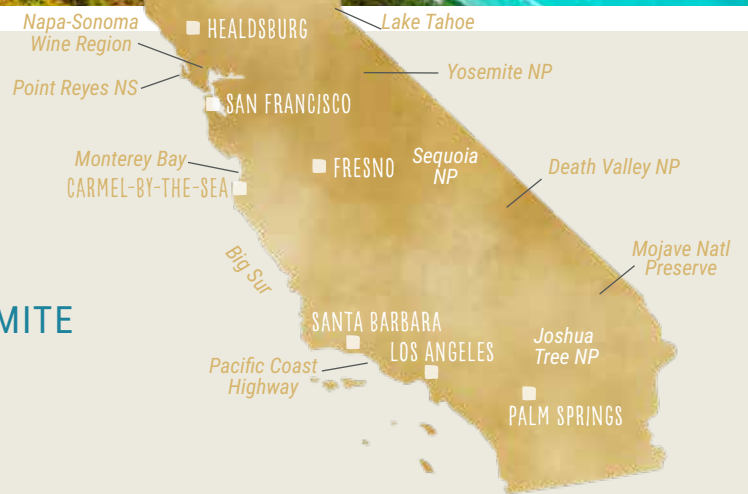 Napa-Sonoma
Wine Region
HEALDSBURG
Lake Tahoe
Point Reyes NS
Yosemite NP
SAN FRANCISCO
Monterey Bay
FRESNO
Sequoia
NP
Death Valley NP
CARMEL-BY-THE-SEA
Big Sur
Mojave Natl
Preserve
MITE
SANTA BARBARA
LOS ANGELES
Joshua
Tree NP
Pacific Coast
Highway
PALM SPRINGS